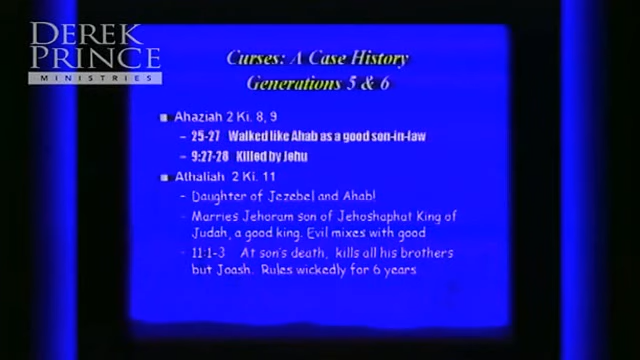 DEREK
PRINCE
MINISTRIES
Curses: A Case History
Generations 5 & 6
Ahaziah 2 Ki. 8, 9
– 25-27 Walked like Ahab as a good son-in-law
– 9:27-28 Killed by Jehu
Athaliah 2 Ki. 11
– Daughter of Jezebel and Ahab!
– Marries Jehoram son of Jehoshaphat King of
Judah, a good king. Evil mixes with good
– 11:1-3 At son's death, kills all his brothers
but Joash. Rules wickedly for 6 years